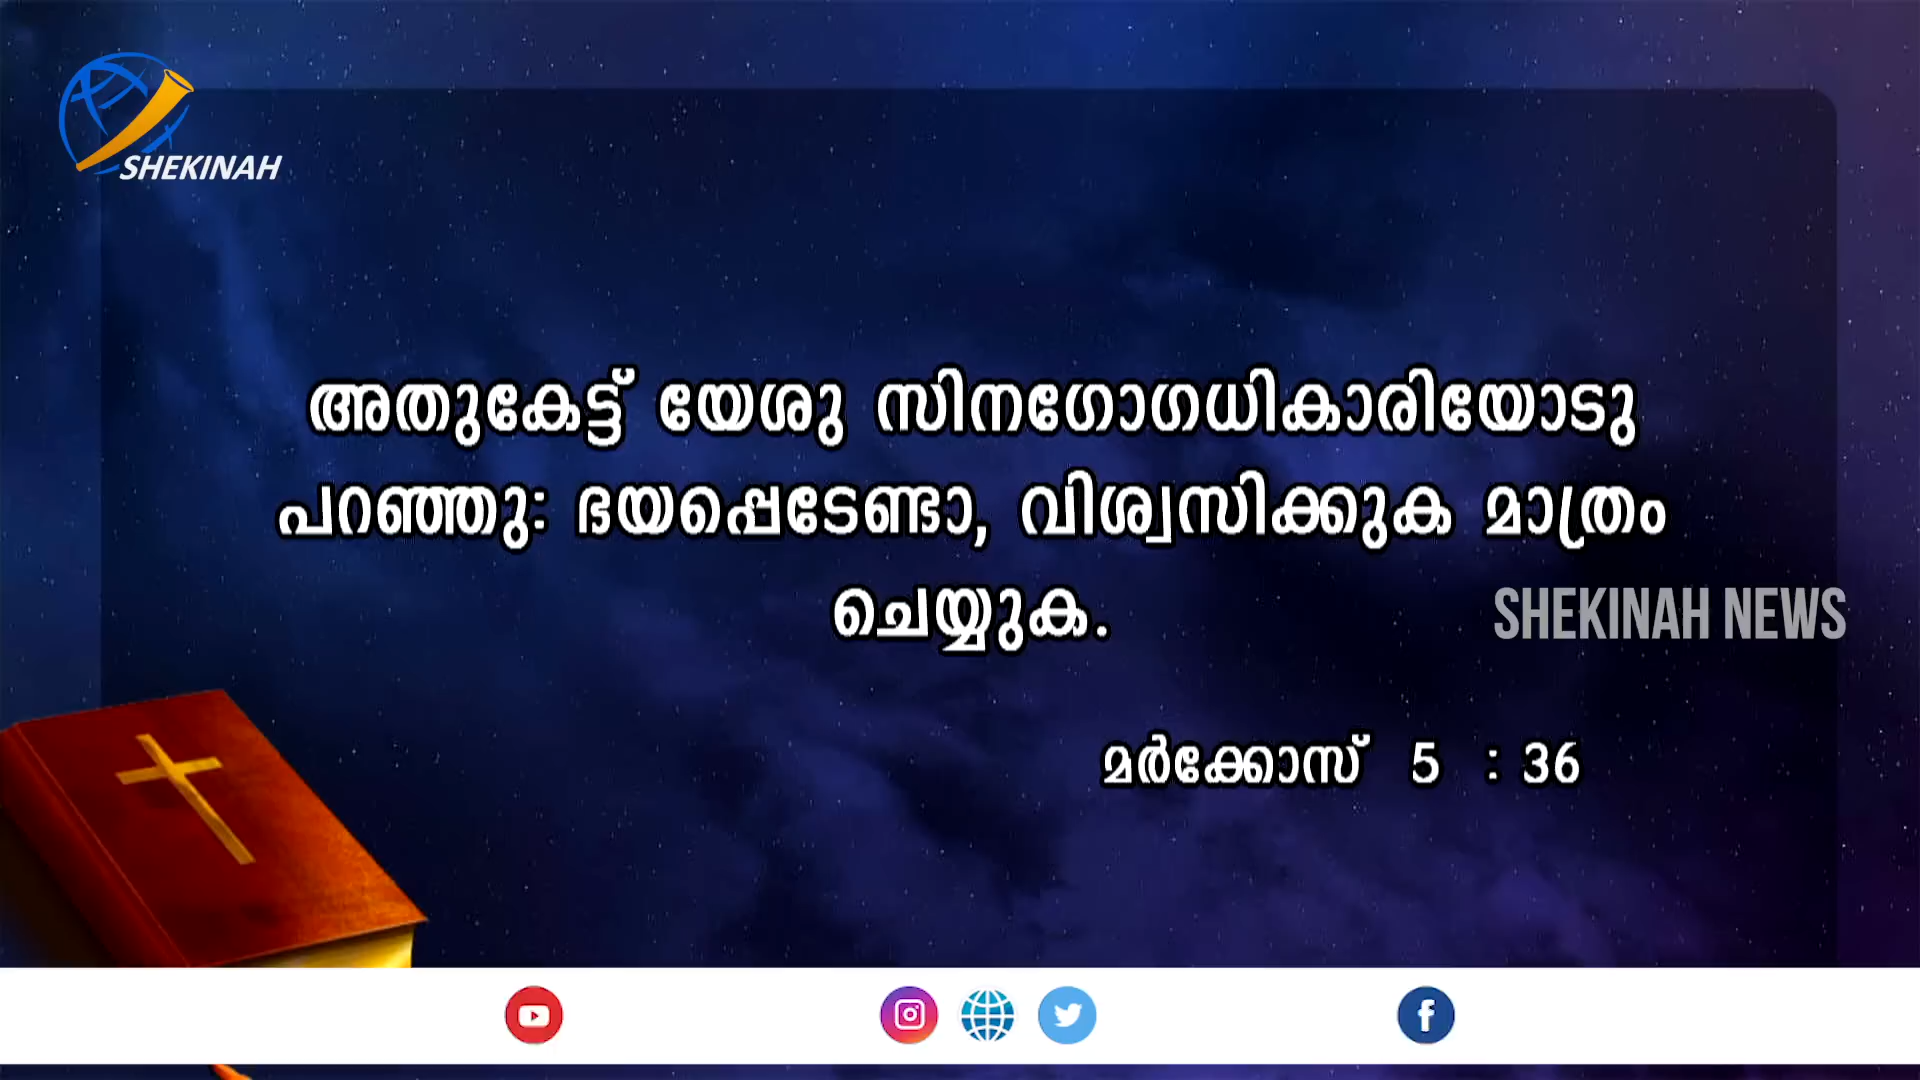 SHEKINAH
അതുകേട്ട് യേശു സിനഗോഗധികാരിയോടു
പറഞ്ഞു: ഭയപ്പെടേണ്ടാ, വിശ്വസിക്കുക മാത്രം
ചെയ്യുക.
SHEKINAH NEWS
മർക്കോസ് 5 : 36